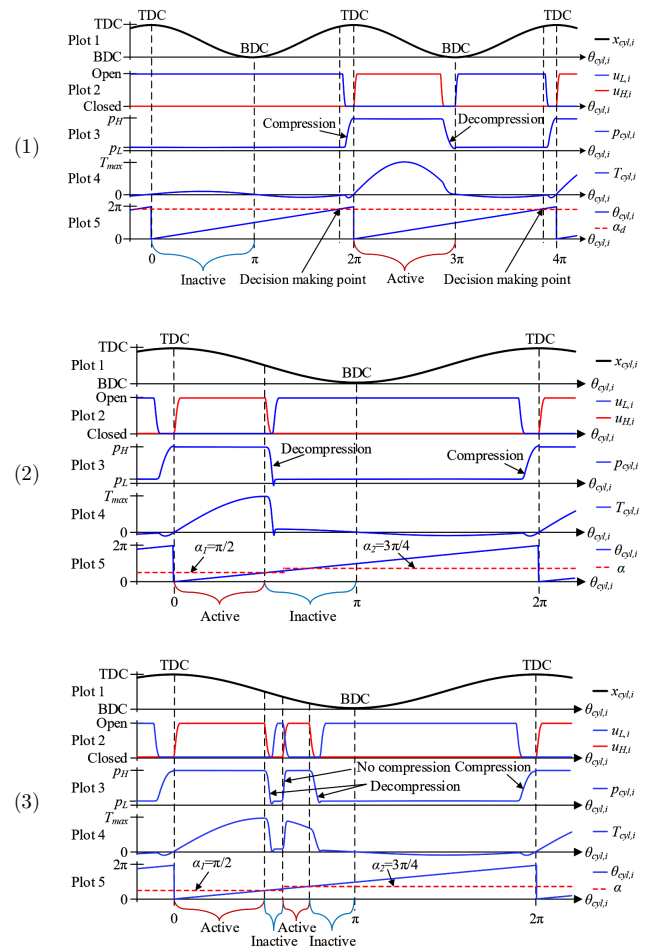 TDC TDC TDC
TDC
Plot 1 BDC BDC x_cyl,i
BDC θ_cyl,i
Open u_L,i
Plot 2 u_H,i
Closed θ_cyl,i
p_H
Plot 3 Compression Decompression p_cyl,i
p_L θ_cyl,i
(1)
T_max
Plot 4 T_cyl,i
0 θ_cyl,i
2π θ_cyl,i
Plot 5 α_d
0 θ_cyl,i
0 π 2π 3π 4π
Inactive Decision making point Active Decision making point
TDC TDC
TDC
Plot 1 x_cyl,i
BDC
BDC θ_cyl,i
Open u_L,i
Plot 2 u_H,i
Closed θ_cyl,i
p_H
Plot 3 Decompression Compression p_cyl,i
p_L θ_cyl,i
(2)
T_max
Plot 4 T_cyl,i
0 θ_cyl,i
2π α_1=π/2 α_2=3π/4 θ_cyl,i
Plot 5 α
0 θ_cyl,i
0 π 2π
Active Inactive
TDC TDC
TDC
Plot 1 x_cyl,i
BDC
BDC θ_cyl,i
Open u_L,i
Plot 2 u_H,i
Closed θ_cyl,i
p_H No compression Compression
Plot 3 Decompression p_cyl,i
p_L θ_cyl,i
(3)
T_max
Plot 4 T_cyl,i
0 θ_cyl,i
2π α_1=π/2 α_2=3π/4 θ_cyl,i
Plot 5 α
0 θ_cyl,i
0 π 2π
Active Active
Inactive Inactive